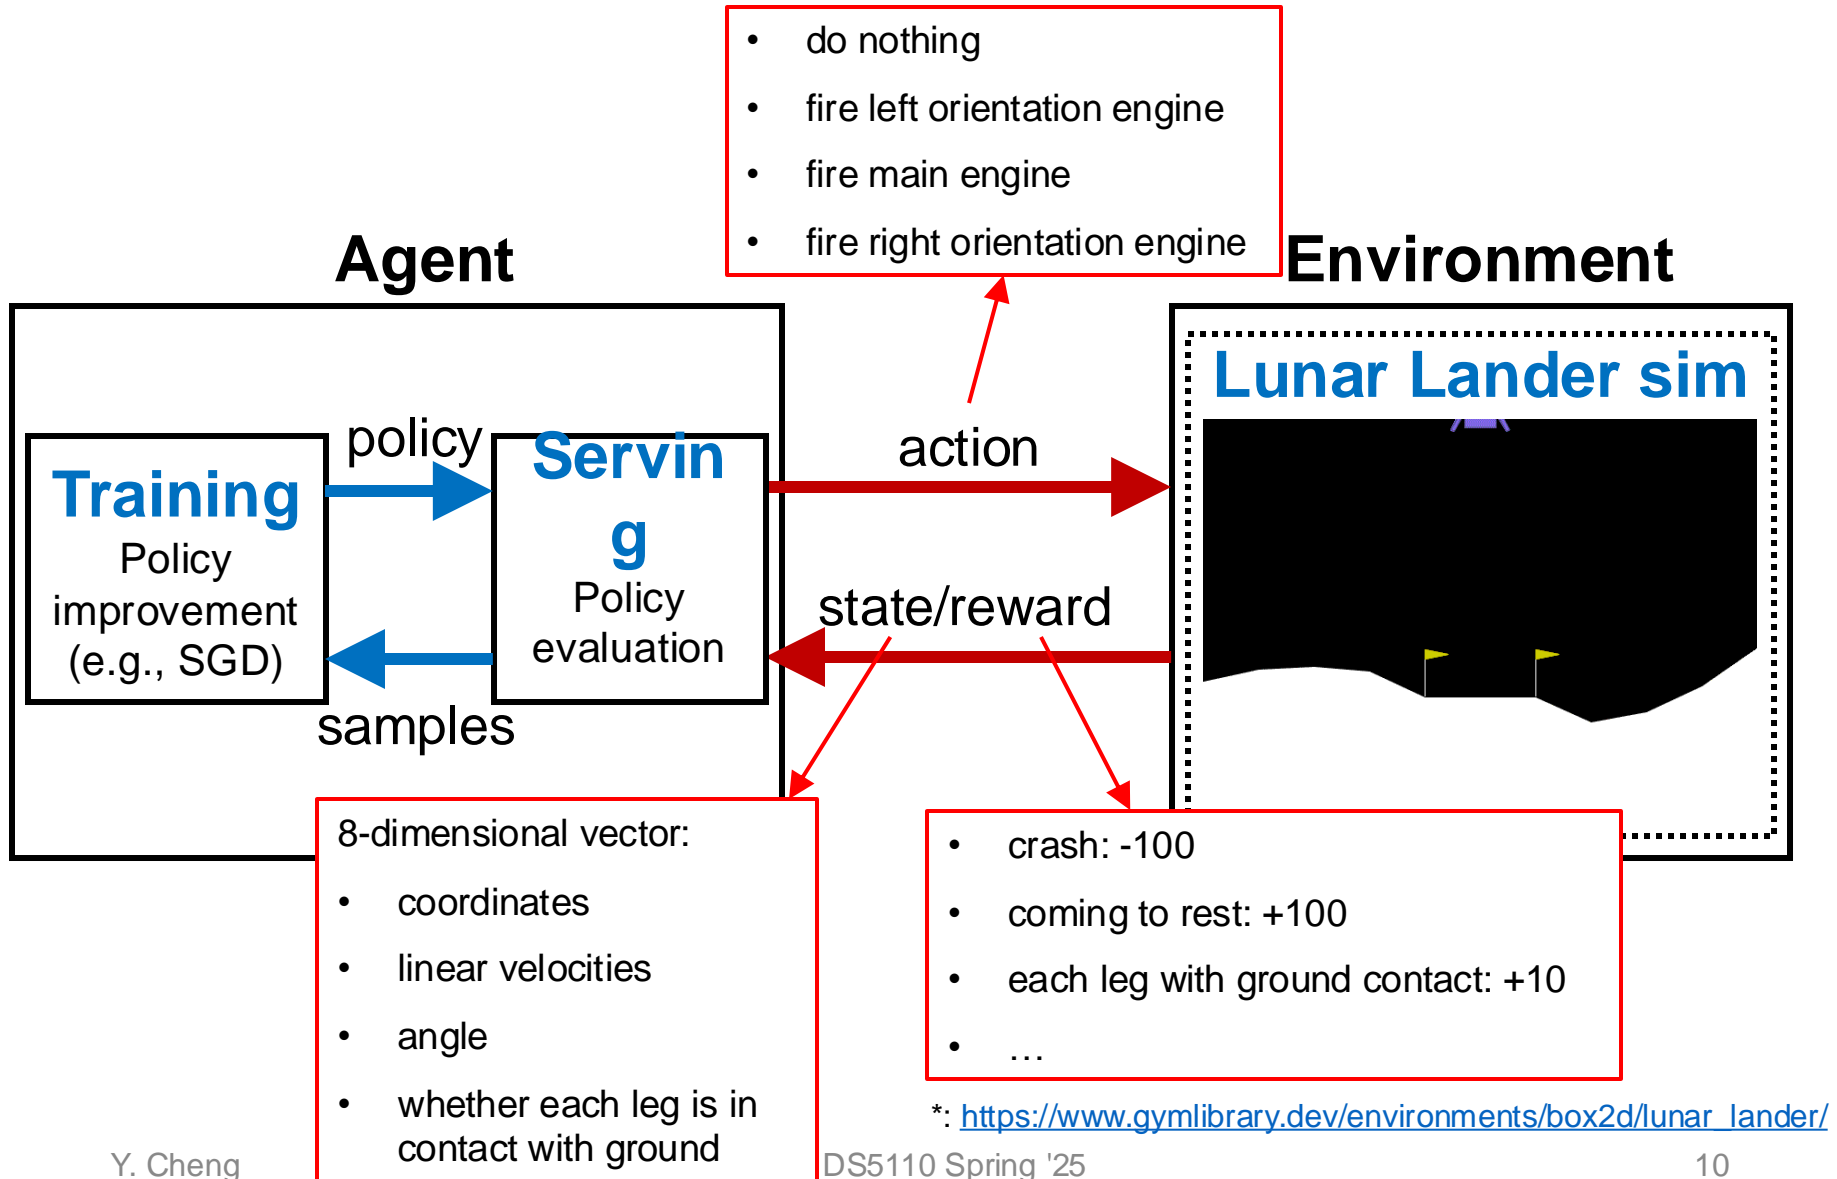 • do nothing
• fire left orientation engine
• fire main engine
• fire right orientation engine
Agent
Environment
Lunar Lander sim
policy
Training
Policy
improvement
(e.g., SGD)
Servin
g
Policy
evaluation
samples
action
state/reward
8-dimensional vector:
• coordinates
• linear velocities
• angle
• whether each leg is in
contact with ground
• crash: -100
• coming to rest: +100
• each leg with ground contact: +10
• …
*: https://www.gymlibrary.dev/environments/box2d/lunar_lander/
Y. Cheng
DS5110 Spring '25
10